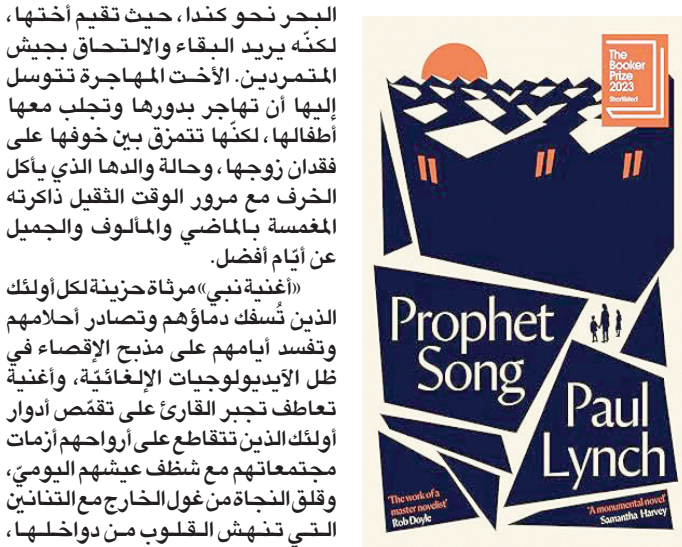 البحر نحو كندا، حيث تقيم أختها،
لكنّه يريد البقاء والالتحاق بجيش
المتمردين. الأخت المهاجرة تتوسل
إليها أن تهاجر بدورها وتجلب معها
أطفالها، لكنّها تتمزق بين خوفها على
فقدان زوجها، وحالة والدها الذي يأكل
الخرف مع مرور الوقت الثقيل ذاكرته
المغمسة بالماضي والمألوف والجميل
عن أيّام أفضل.
«أغنية نبي» مرثاة حزينة لكل أولئك
الذين تُسفك دماؤهم وتصادر أحلامهم
وتفسد أيامهم على مذبح الإقصاء في
ظل الآيديولوجيات الإلغائيّة، وأغنية
تعاطف تجبر القارئ على تقمّص أدوار
أولئك الذين تتقاطع على أرواحهم أزمات
مجتمعاتهم مع شظف عيشهم اليوميّ،
وقلق النجاة من غول الخارج مع التنانين
التي تنهش القلوب من دواخلها،
The
Booker
Prize
2023
Shortlisted
Prophet
Song
Paul
Lynch
'The work of a
master novelist'
Rob Doyle
'A monumental novel'
Samantha Harvey